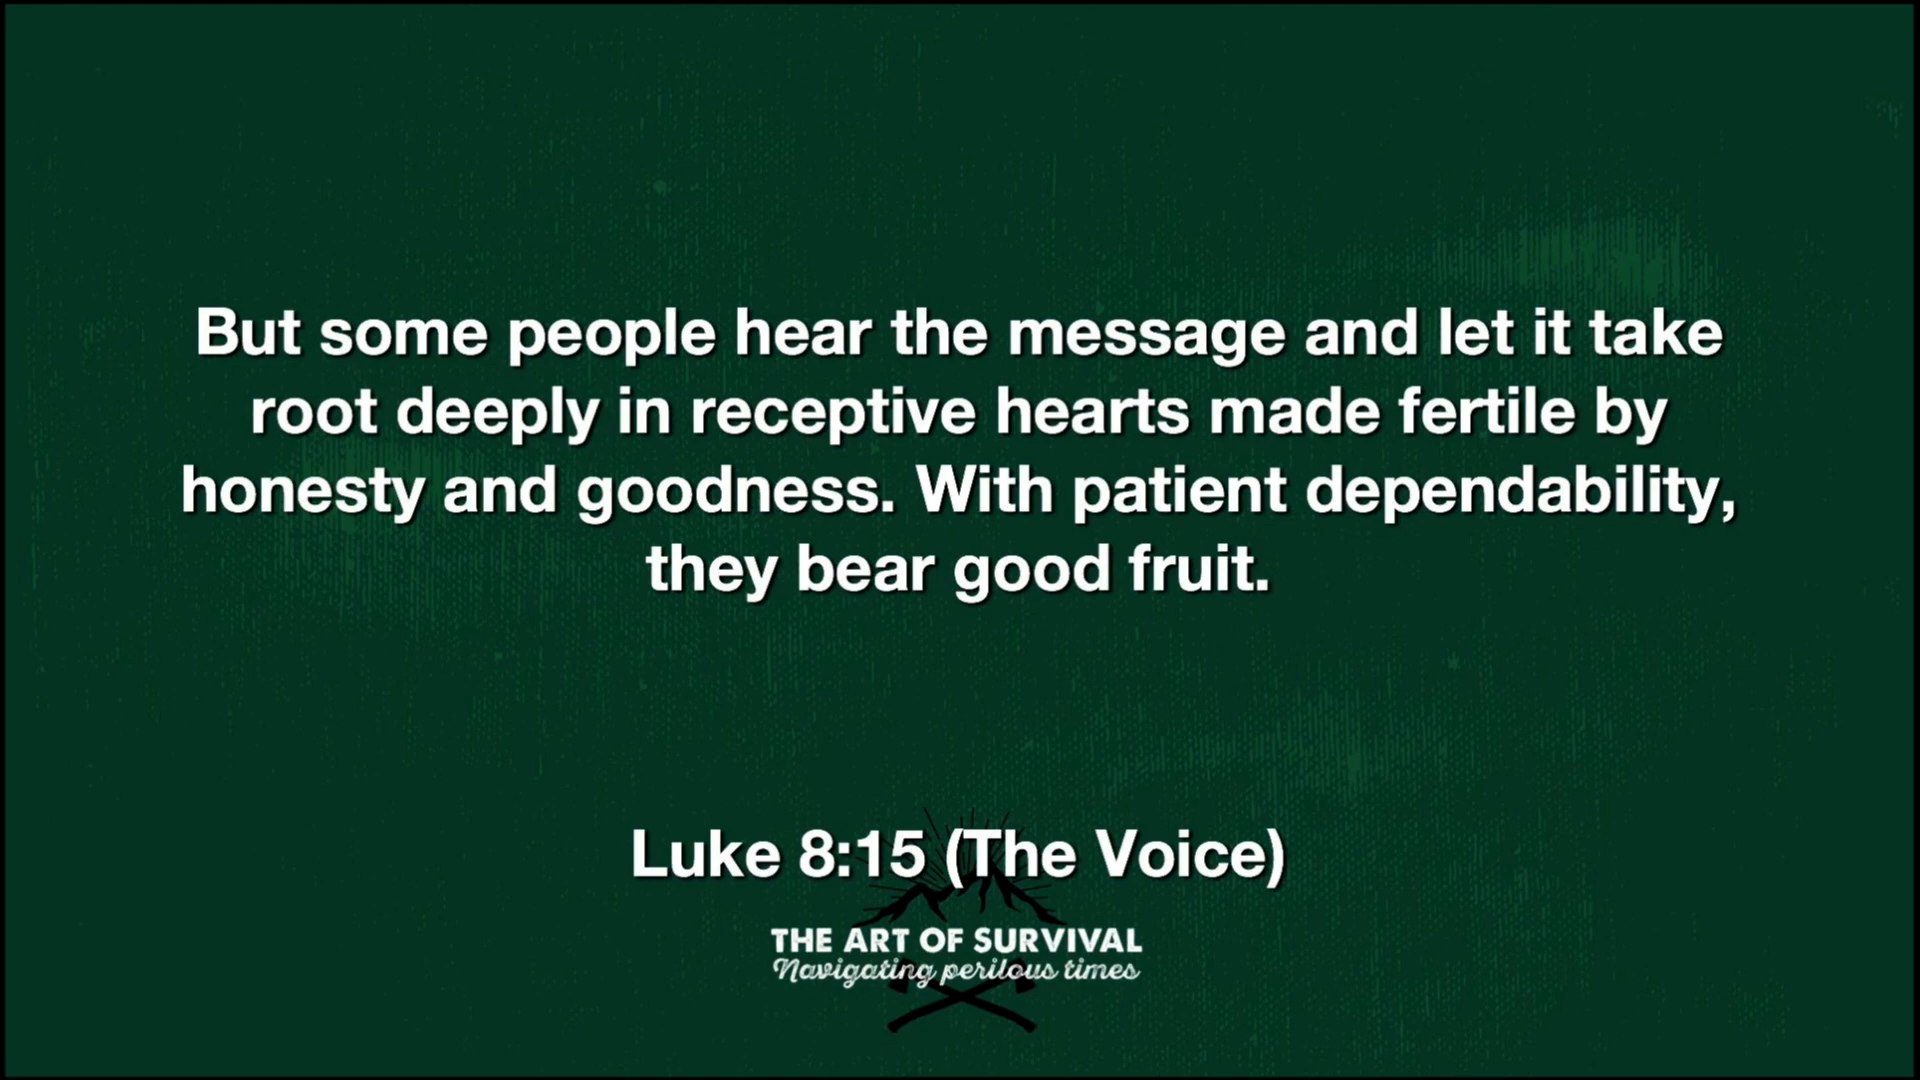 But some people hear the message and let it take
root deeply in receptive hearts made fertile by
honesty and goodness. With patient dependability,
they bear good fruit.
Luke 8:15 (The Voice)
THE ART OF SURVIVAL
Navigating perilous times